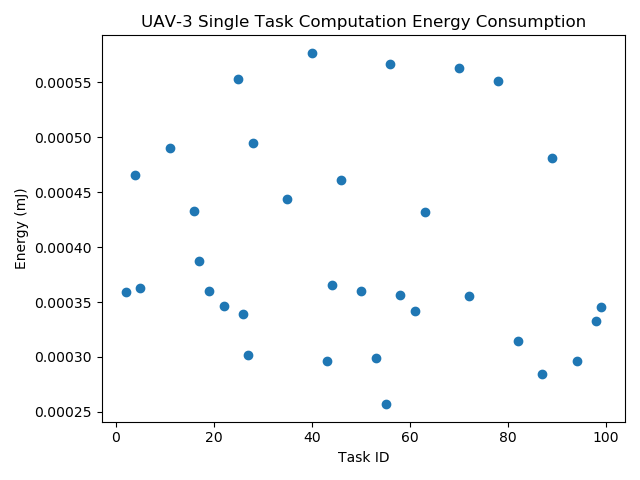 UAV-3 Single Task Computation Energy Consumption
Energy (mJ)
0.00055
0.00050
0.00045
0.00040
0.00035
0.00030
0.00025
0 20 40 60 80 100
Task ID